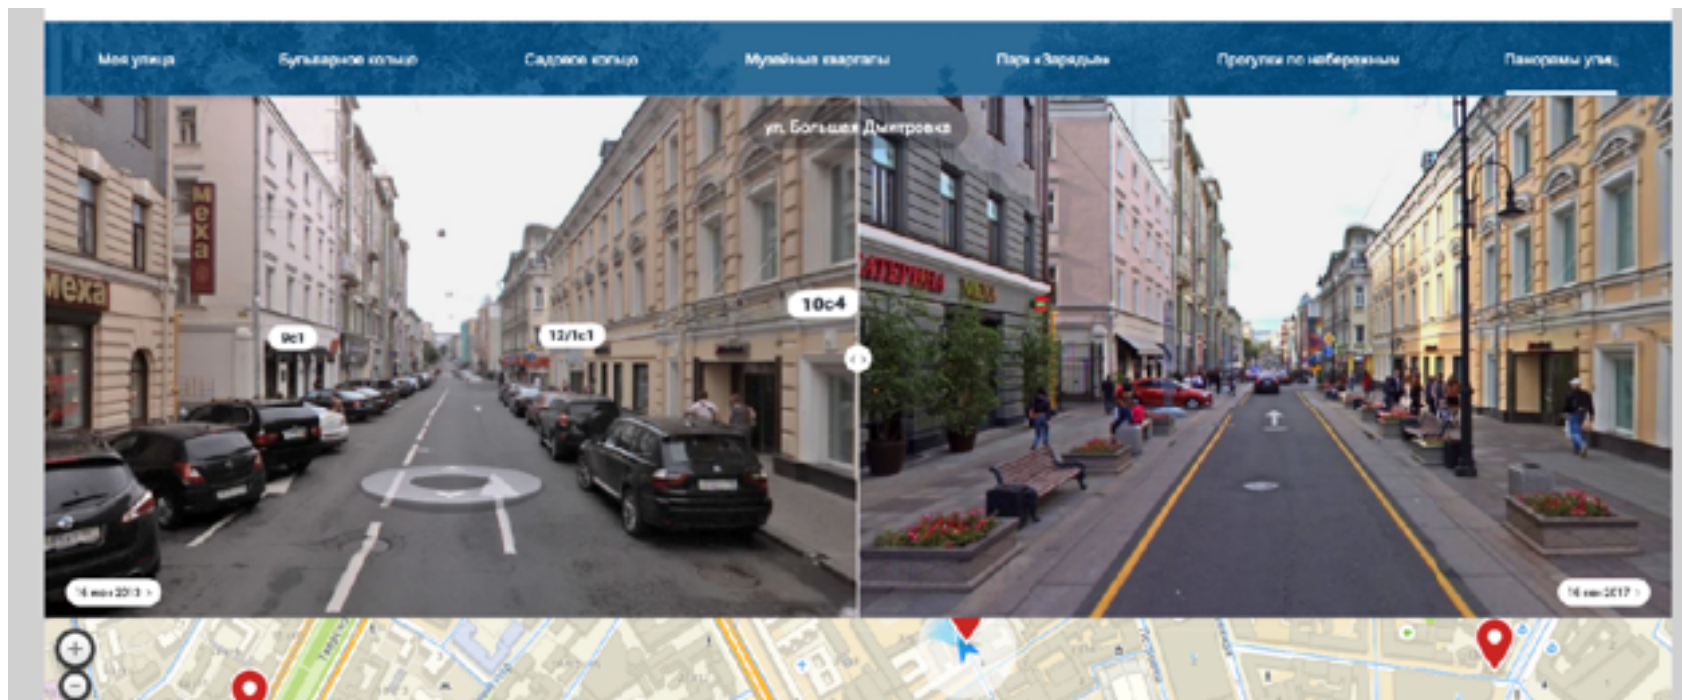 Моя улица
Бульварное кольцо
Садовое кольцо
Музейные кварталы
Парк «Зарядье»
Прогулки по набережным
Панорамы улиц
ул. Большая Дмитровка
меха
меха
9с1
12/1с1
10с4